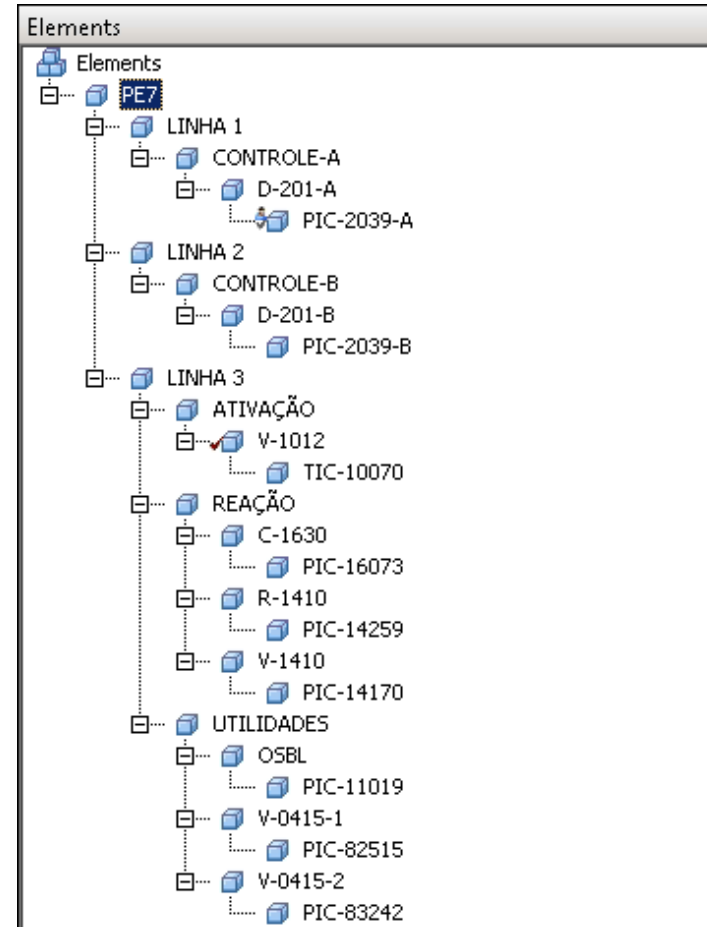 Elements
Elements
PE7
LINHA 1
CONTROLE-A
D-201-A
PIC-2039-A
LINHA 2
CONTROLE-B
D-201-B
PIC-2039-B
LINHA 3
ATIVAÇÃO
V-1012
TIC-10070
REAÇÃO
C-1630
PIC-16073
R-1410
PIC-14259
V-1410
PIC-14170
UTILIDADES
OSBL
PIC-11019
V-0415-1
PIC-82515
V-0415-2
PIC-83242